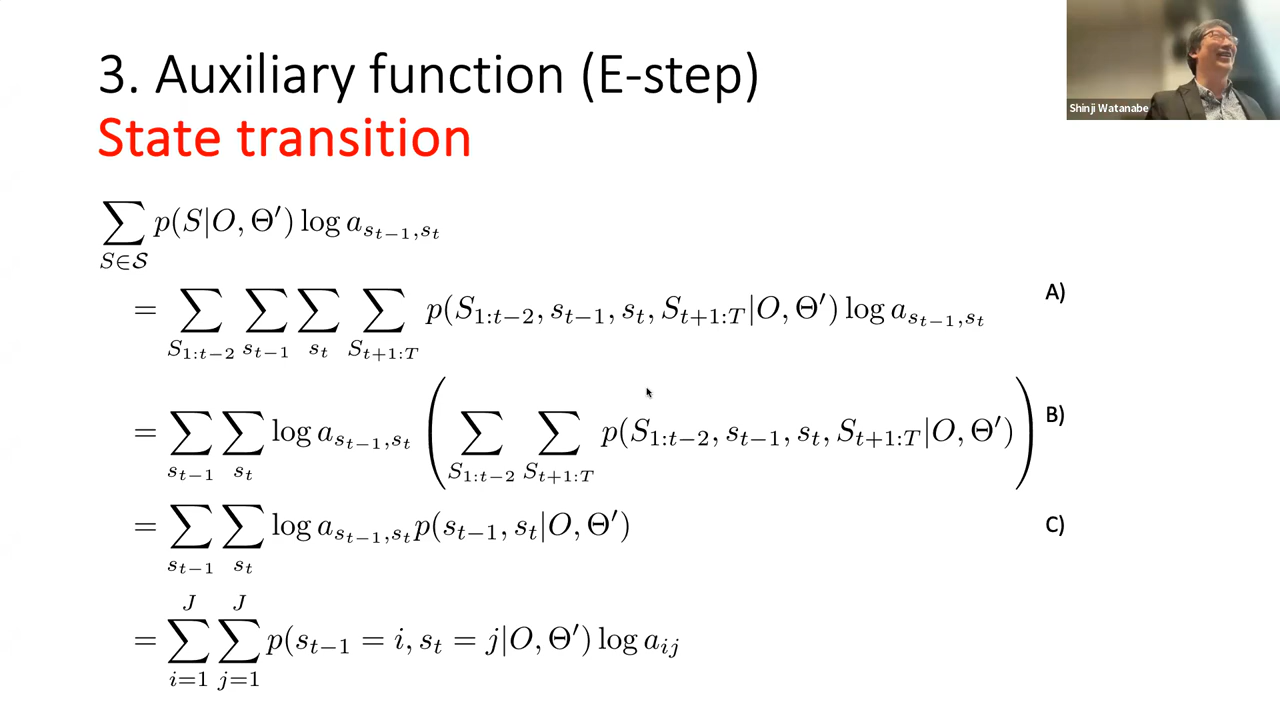 3. Auxiliary function (E-step)
State transition
Shinji Watanabe
∑_{S∈𝒮} p(S|O, Θ′) log a_{s_{t−1},s_t}
= ∑_{S_{1:t−2}} ∑_{s_{t−1}} ∑_{s_t} ∑_{S_{t+1:T}} p(S_{1:t−2}, s_{t−1}, s_t, S_{t+1:T}|O, Θ′) log a_{s_{t−1},s_t} A)
= ∑_{s_{t−1}} ∑_{s_t} log a_{s_{t−1},s_t} ( ∑_{S_{1:t−2}} ∑_{S_{t+1:T}} p(S_{1:t−2}, s_{t−1}, s_t, S_{t+1:T}|O, Θ′) ) B)
= ∑_{s_{t−1}} ∑_{s_t} log a_{s_{t−1},s_t} p(s_{t−1}, s_t|O, Θ′) C)
= ∑_{i=1}^{J} ∑_{j=1}^{J} p(s_{t−1} = i, s_t = j|O, Θ′) log a_{ij}